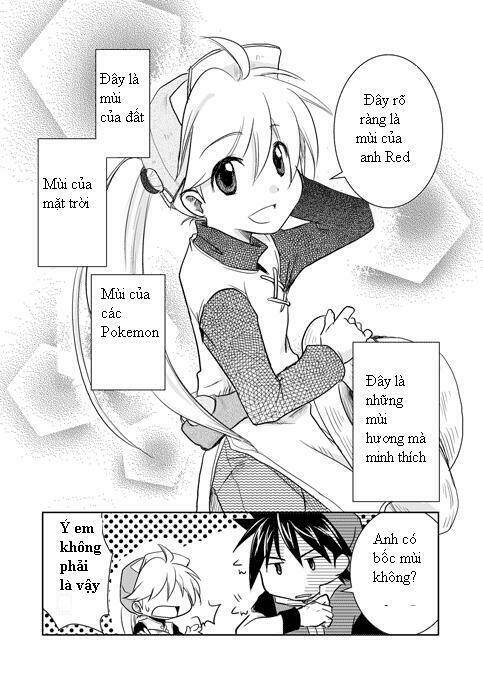 Đây rõ
ràng là
mùi của
anh Red
Đây là
mùi
của đất
Mùi của
mặt trời
Mùi của
các
Pokemon
Đây là
những
mùi
hương mà
minh thích
Anh có
bốc mùi
không?
Ý em
không
phải
là vậy